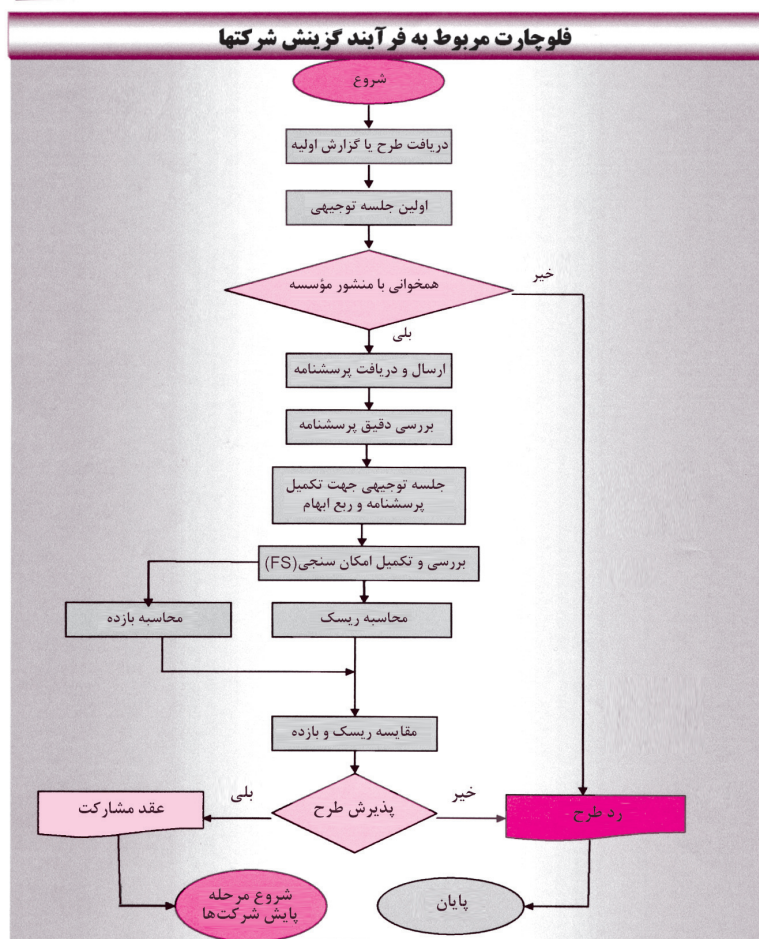 فلوچارت مربوط به فرآیند گزینش شرکتها
شروع
دریافت طرح یا گزارش اولیه
اولین جلسه توجیهی
همخوانی با منشور مؤسسه
خیر
بلی
ارسال و دریافت پرسشنامه
بررسی دقیق پرسشنامه
جلسه توجیهی جهت تکمیل
پرسشنامه و ربع ابهام
بررسی و تکمیل امکان سنجی (FS)
محاسبه ریسک
محاسبه بازده
مقایسه ریسک و بازده
پذیرش طرح
خیر
بلی
رد طرح
عقد مشارکت
پایان
شروع مرحله
پایش شرکت‌ها